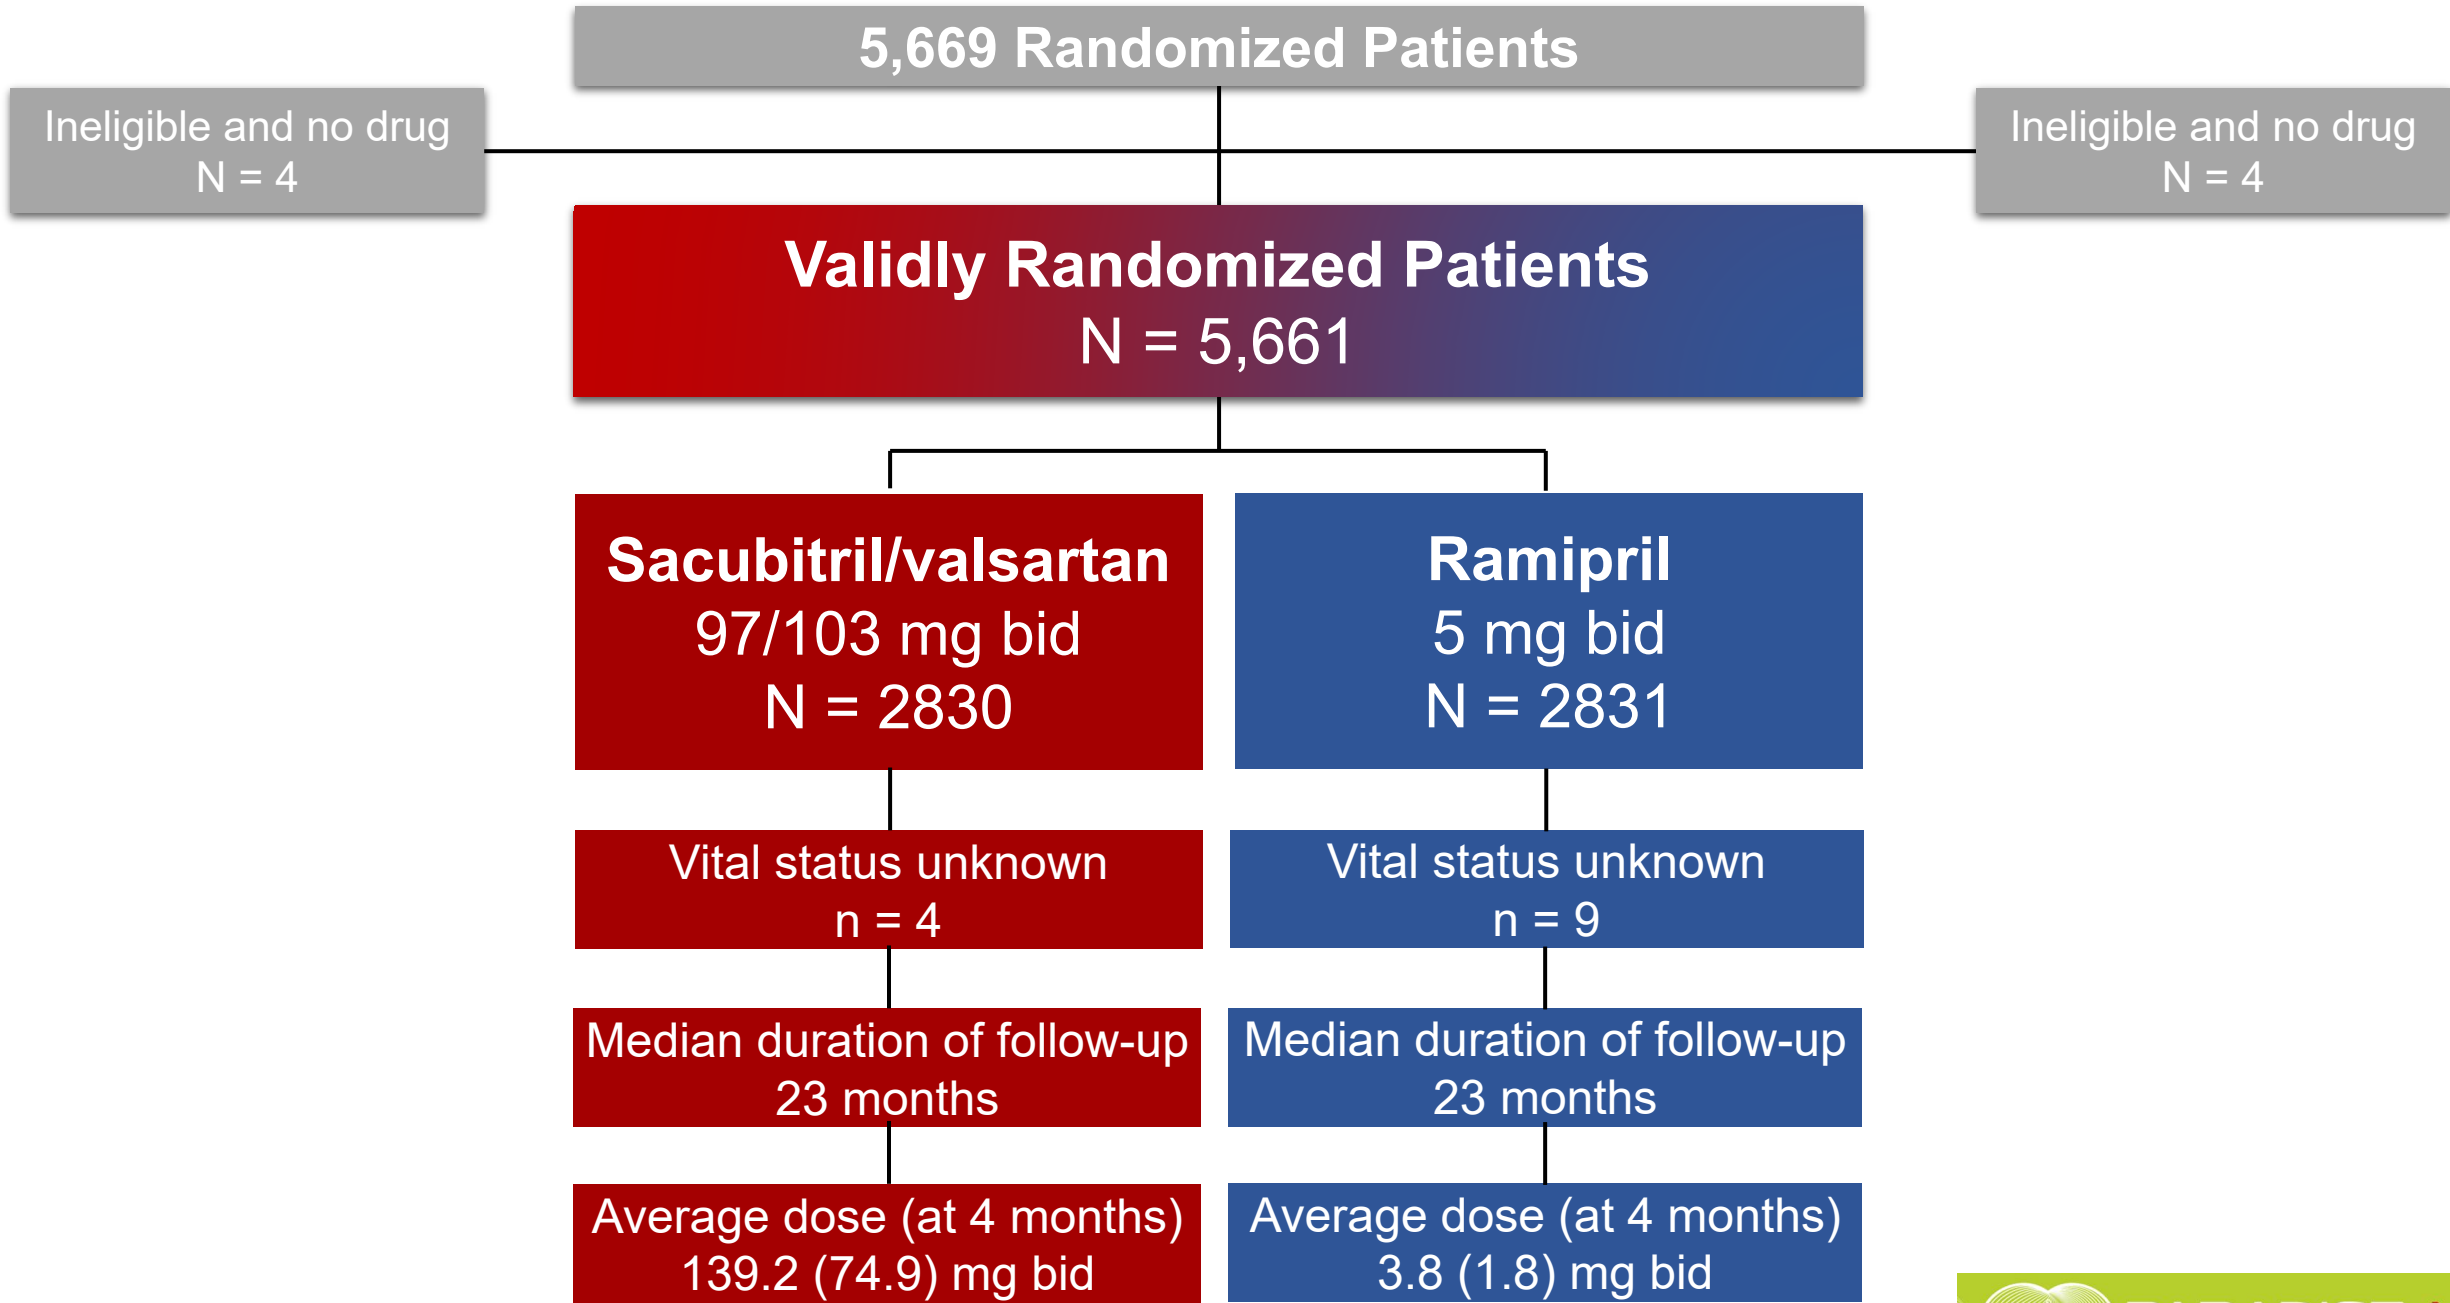 5,669 Randomized Patients
Ineligible and no drug
N = 4
Ineligible and no drug
N = 4
Validly Randomized Patients
N = 5,661
Sacubitril/valsartan
97/103 mg bid
N = 2830
Ramipril
5 mg bid
N = 2831
Vital status unknown
n = 4
Vital status unknown
n = 9
Median duration of follow-up
23 months
Median duration of follow-up
23 months
Average dose (at 4 months)
139.2 (74.9) mg bid
Average dose (at 4 months)
3.8 (1.8) mg bid